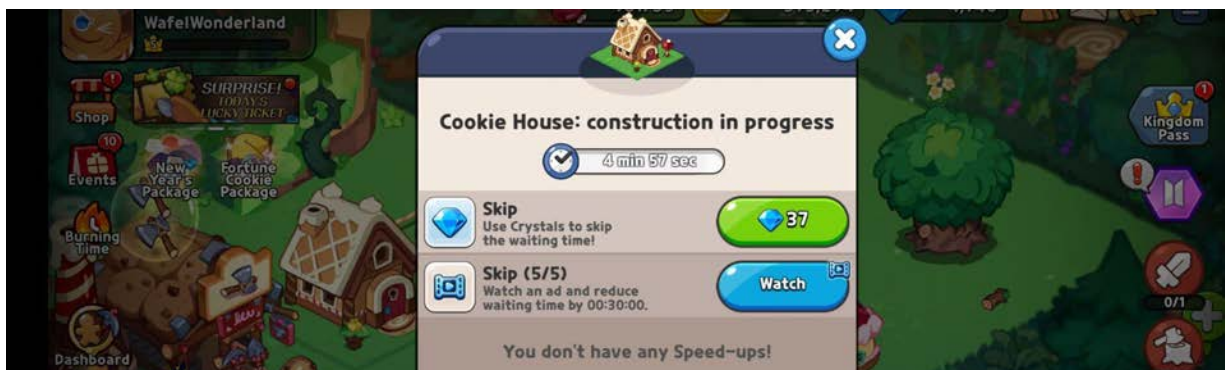 WafelWonderland
SURPRISE!
TODAY'S
LUCKY TICKET
Shop
10
Events
New
Year's
Package
Fortune
Cookie
Package
Burning
Time
Dashboard
Cookie House: construction in progress
4 min 57 sec
Skip
Use Crystals to skip
the waiting time!
37
Skip (5/5)
Watch an ad and reduce
waiting time by 00:30:00.
Watch
You don't have any Speed-ups!
1
Kingdom
Pass
0/1